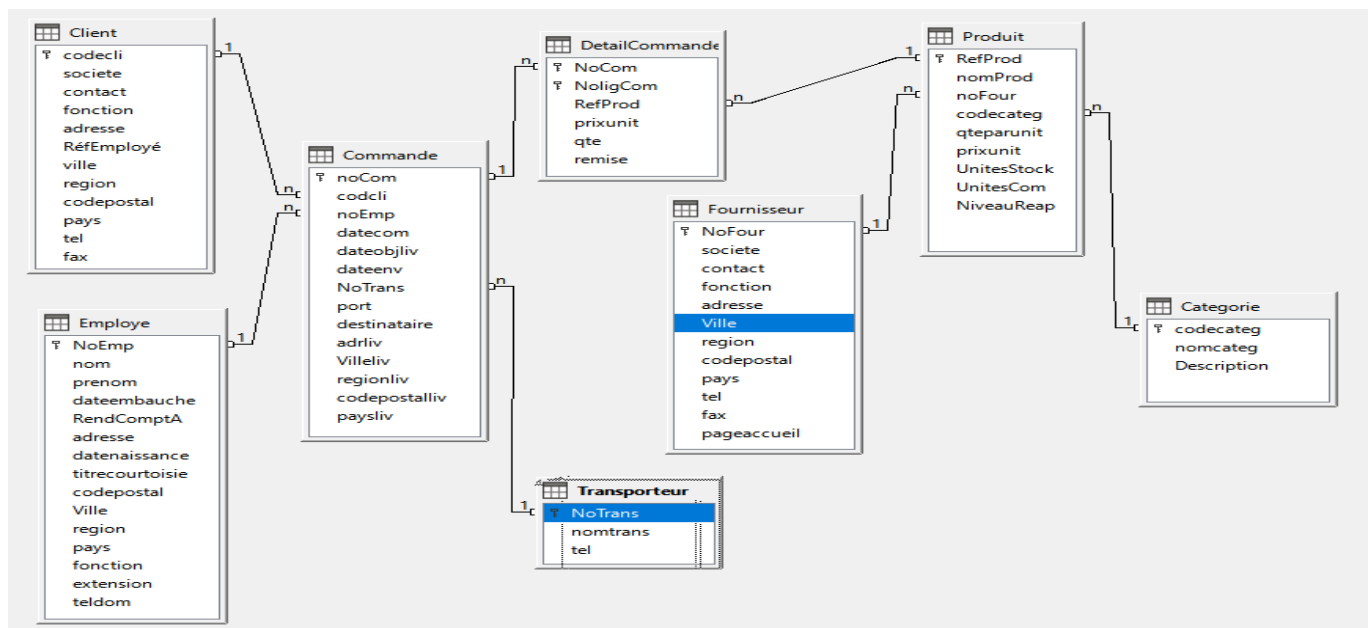 Client
codecli
societe
contact
fonction
adresse
RéfEmployé
ville
region
codepostal
pays
tel
fax
1
n
Employe
NoEmp
nom
prenom
dateembauche
RendComptA
adresse
datenaissance
titrecourtoisie
codepostal
Ville
region
pays
fonction
extension
teldom
1
n
Commande
noCom
codcli
noEmp
datecom
dateobjliv
dateenv
NoTrans
port
destinataire
adrliv
Villeliv
regionliv
codepostalliv
paysliv
1
n
n
1
DetailCommande
NoCom
NoligCom
RefProd
prixunit
qte
remise
n
1
Transporteur
NoTrans
nomtrans
tel
Fournisseur
NoFour
societe
contact
fonction
adresse
Ville
region
codepostal
pays
tel
fax
pageaccueil
1
n
Produit
RefProd
nomProd
noFour
codecateg
qteparunit
prixunit
UnitesStock
UnitesCom
NiveauReap
n
1
Categorie
codecateg
nomcateg
Description